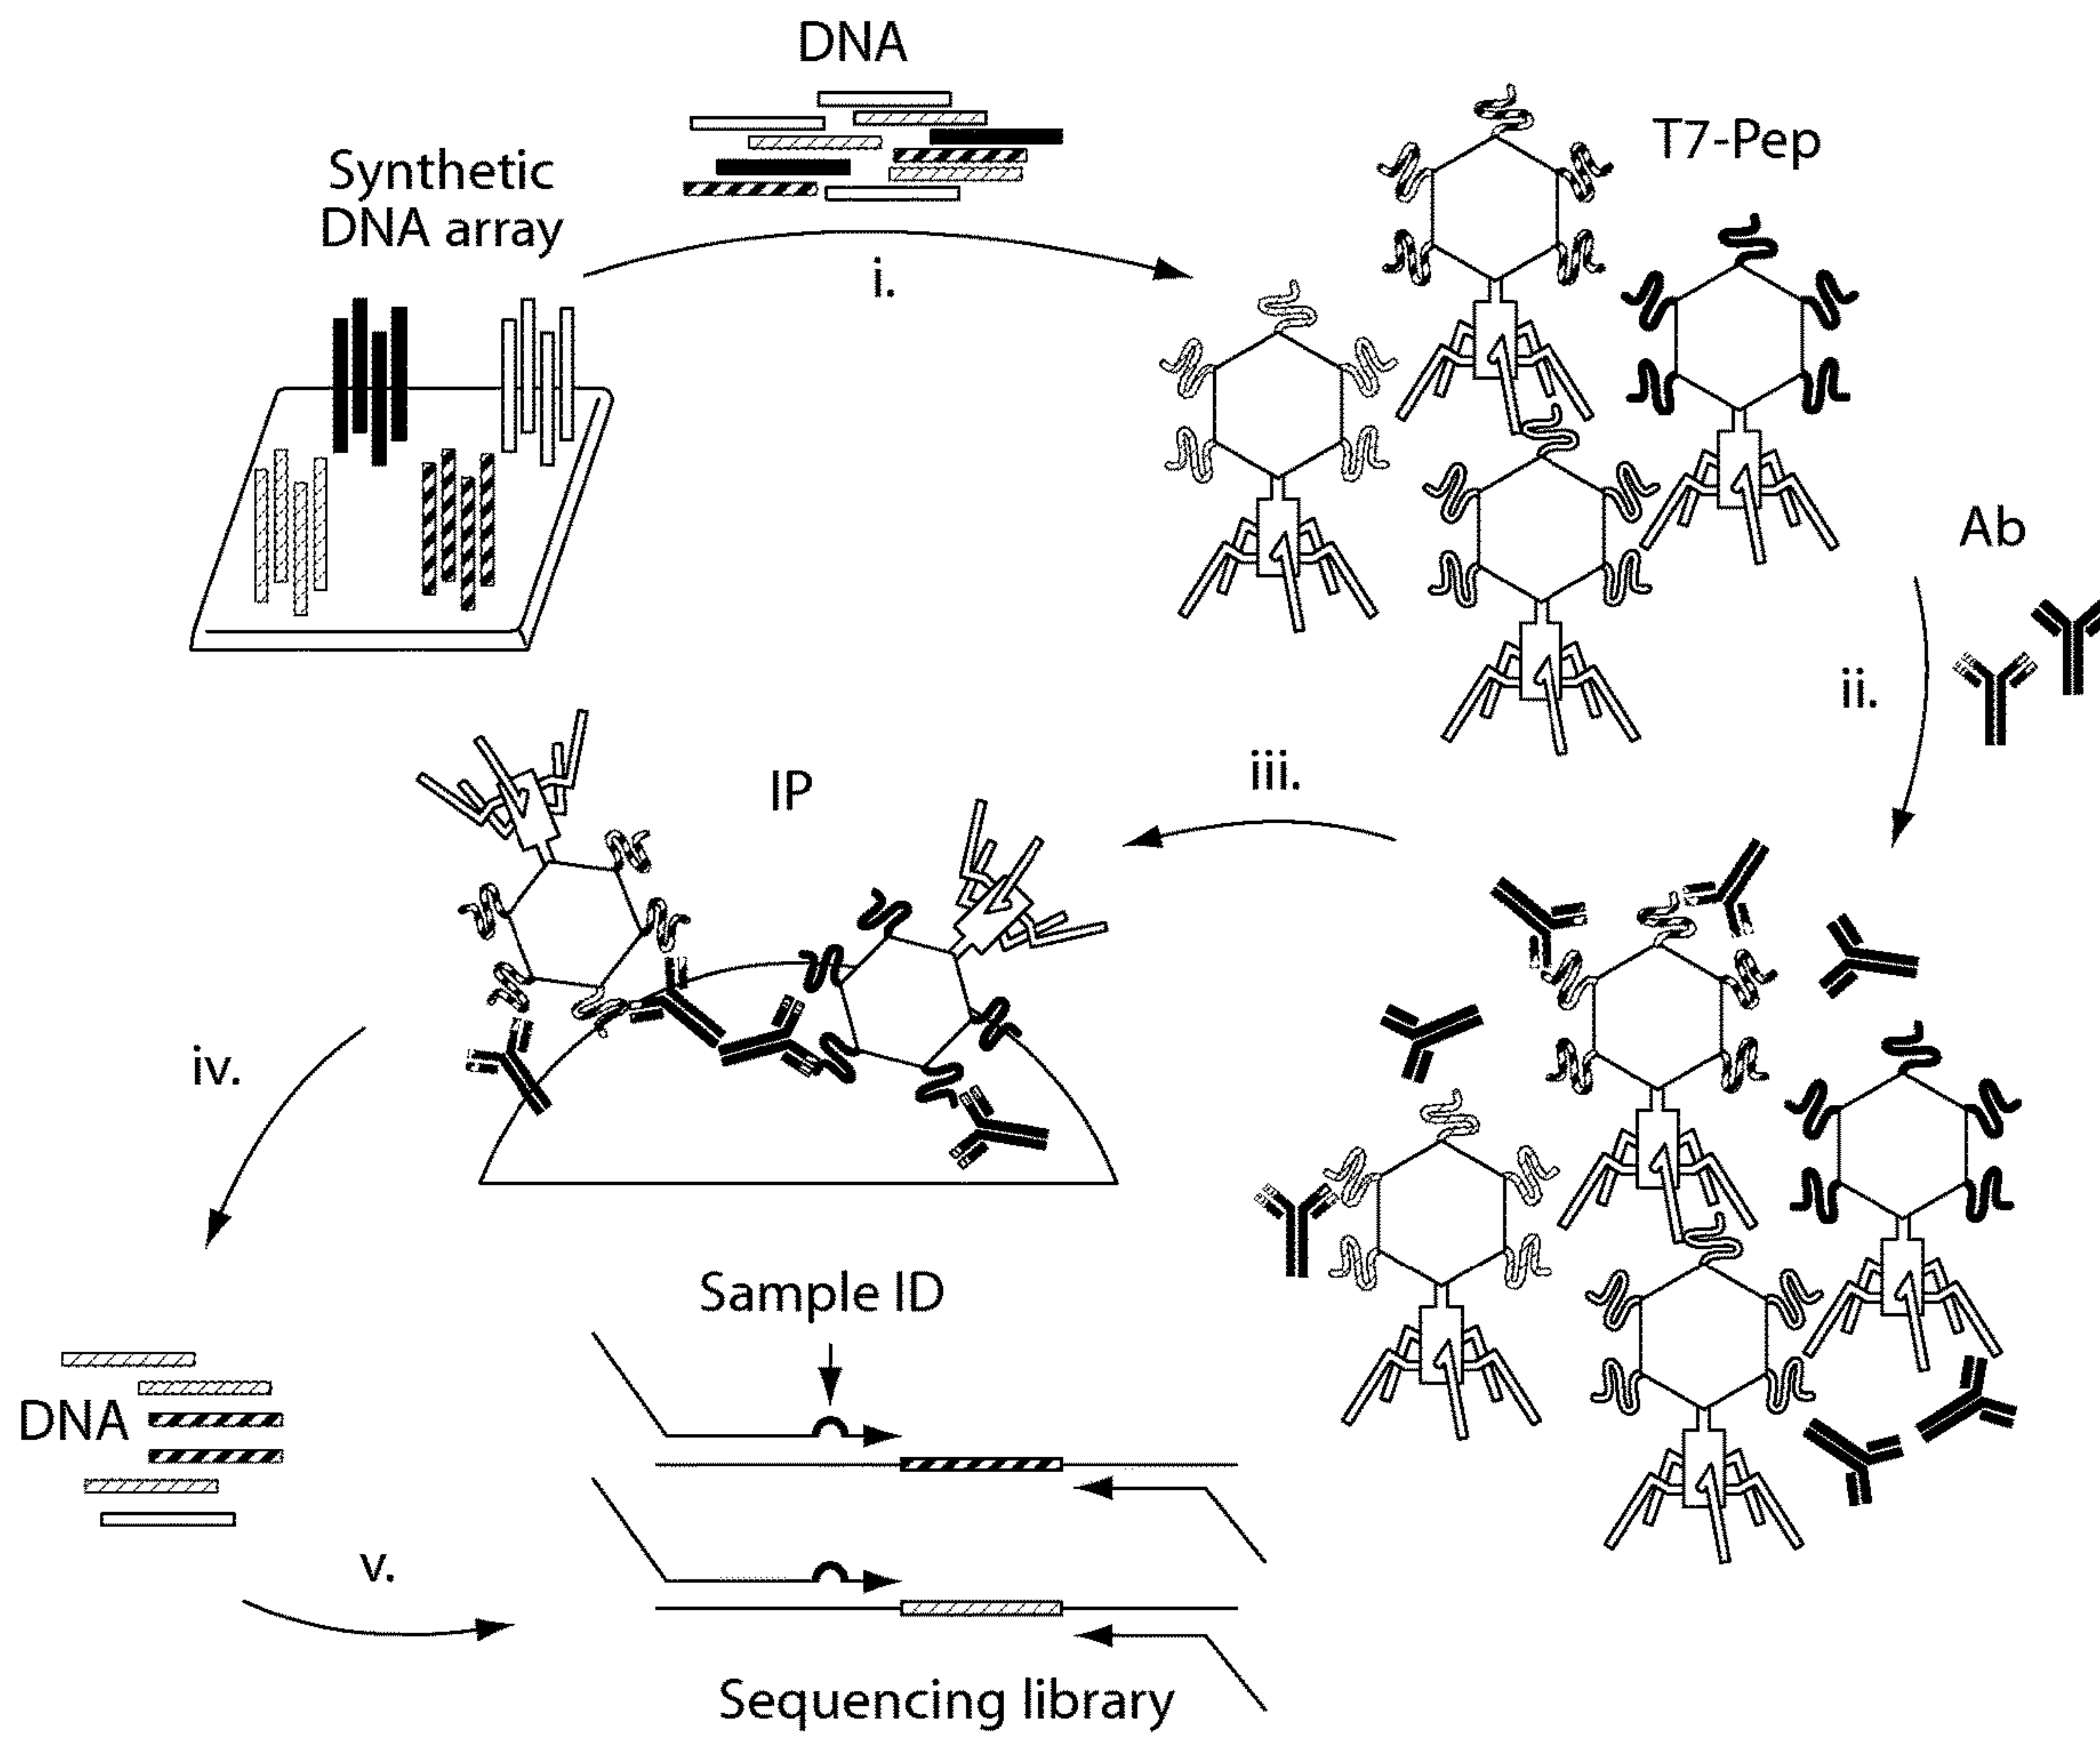 DNA
Synthetic
DNA array
i.
T7-Pep
Ab
ii.
iii.
IP
iv.
Sample ID
DNA
v.
Sequencing library